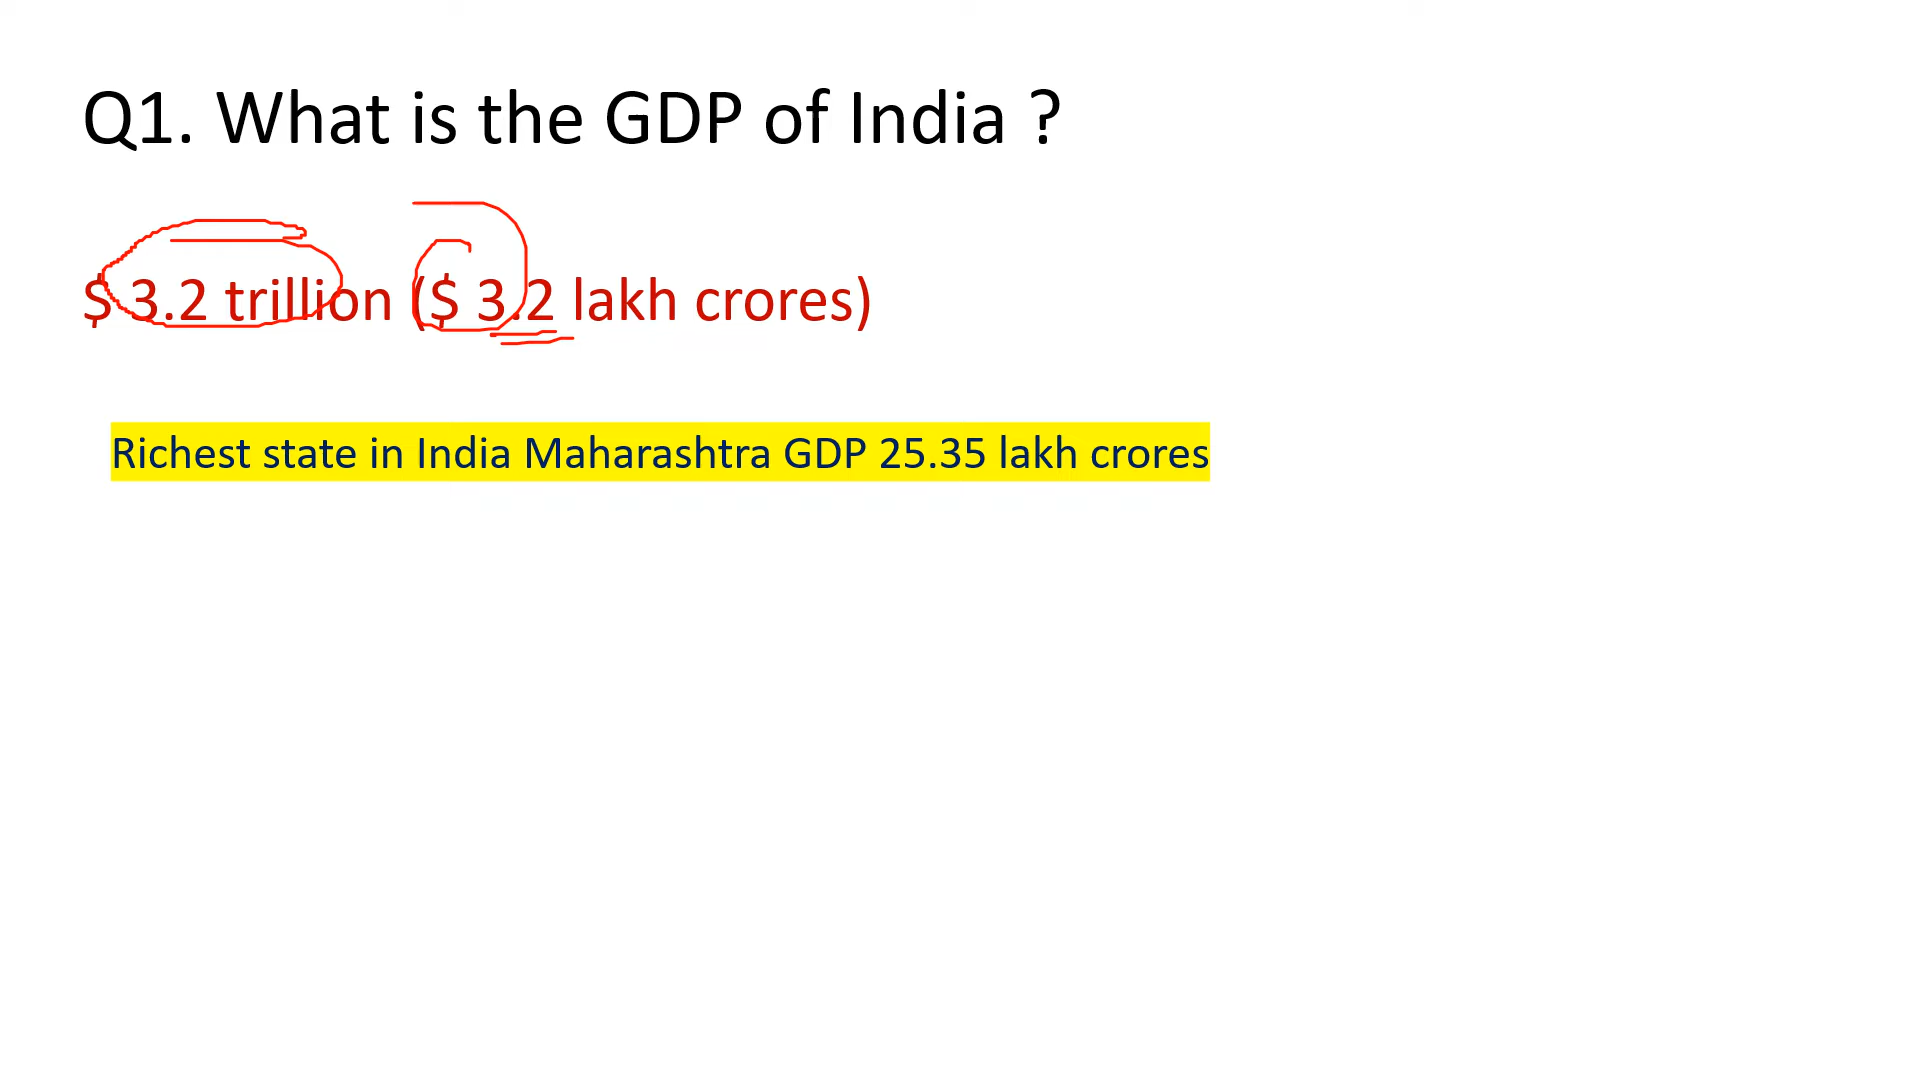 Q1. What is the GDP of India ?
$ 3.2 trillion ($ 3.2 lakh crores)
Richest state in India Maharashtra GDP 25.35 lakh crores